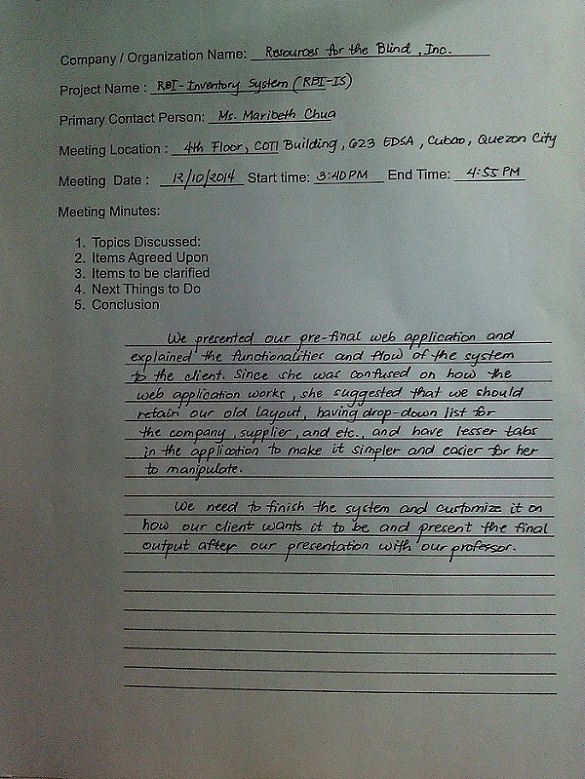 Company / Organization Name: Resources for the Blind, Inc.
Project Name: RBI-Inventory System (RBI-IS)
Primary Contact Person: Ms. Maribeth Chua
Meeting Location: 4th Floor, COTI Building, 623 EDSA, Cubao, Quezon City
Meeting Date: 12/10/2014 Start time: 3:40 PM End Time: 4:55 PM
Meeting Minutes:
1. Topics Discussed:
2. Items Agreed Upon
3. Items to be clarified
4. Next Things to Do
5. Conclusion
We presented our pre-final web application and
explained the functionalities and flow of the system
to the client. Since she was confused on how the
web application works, she suggested that we should
retain our old layout, having drop-down list for
the company, supplier, and etc., and have lesser tabs
in the application to make it simpler and easier for her
to manipulate.
We need to finish the system and customize it on
how our client wants it to be and present the final
output after our presentation with our professor.